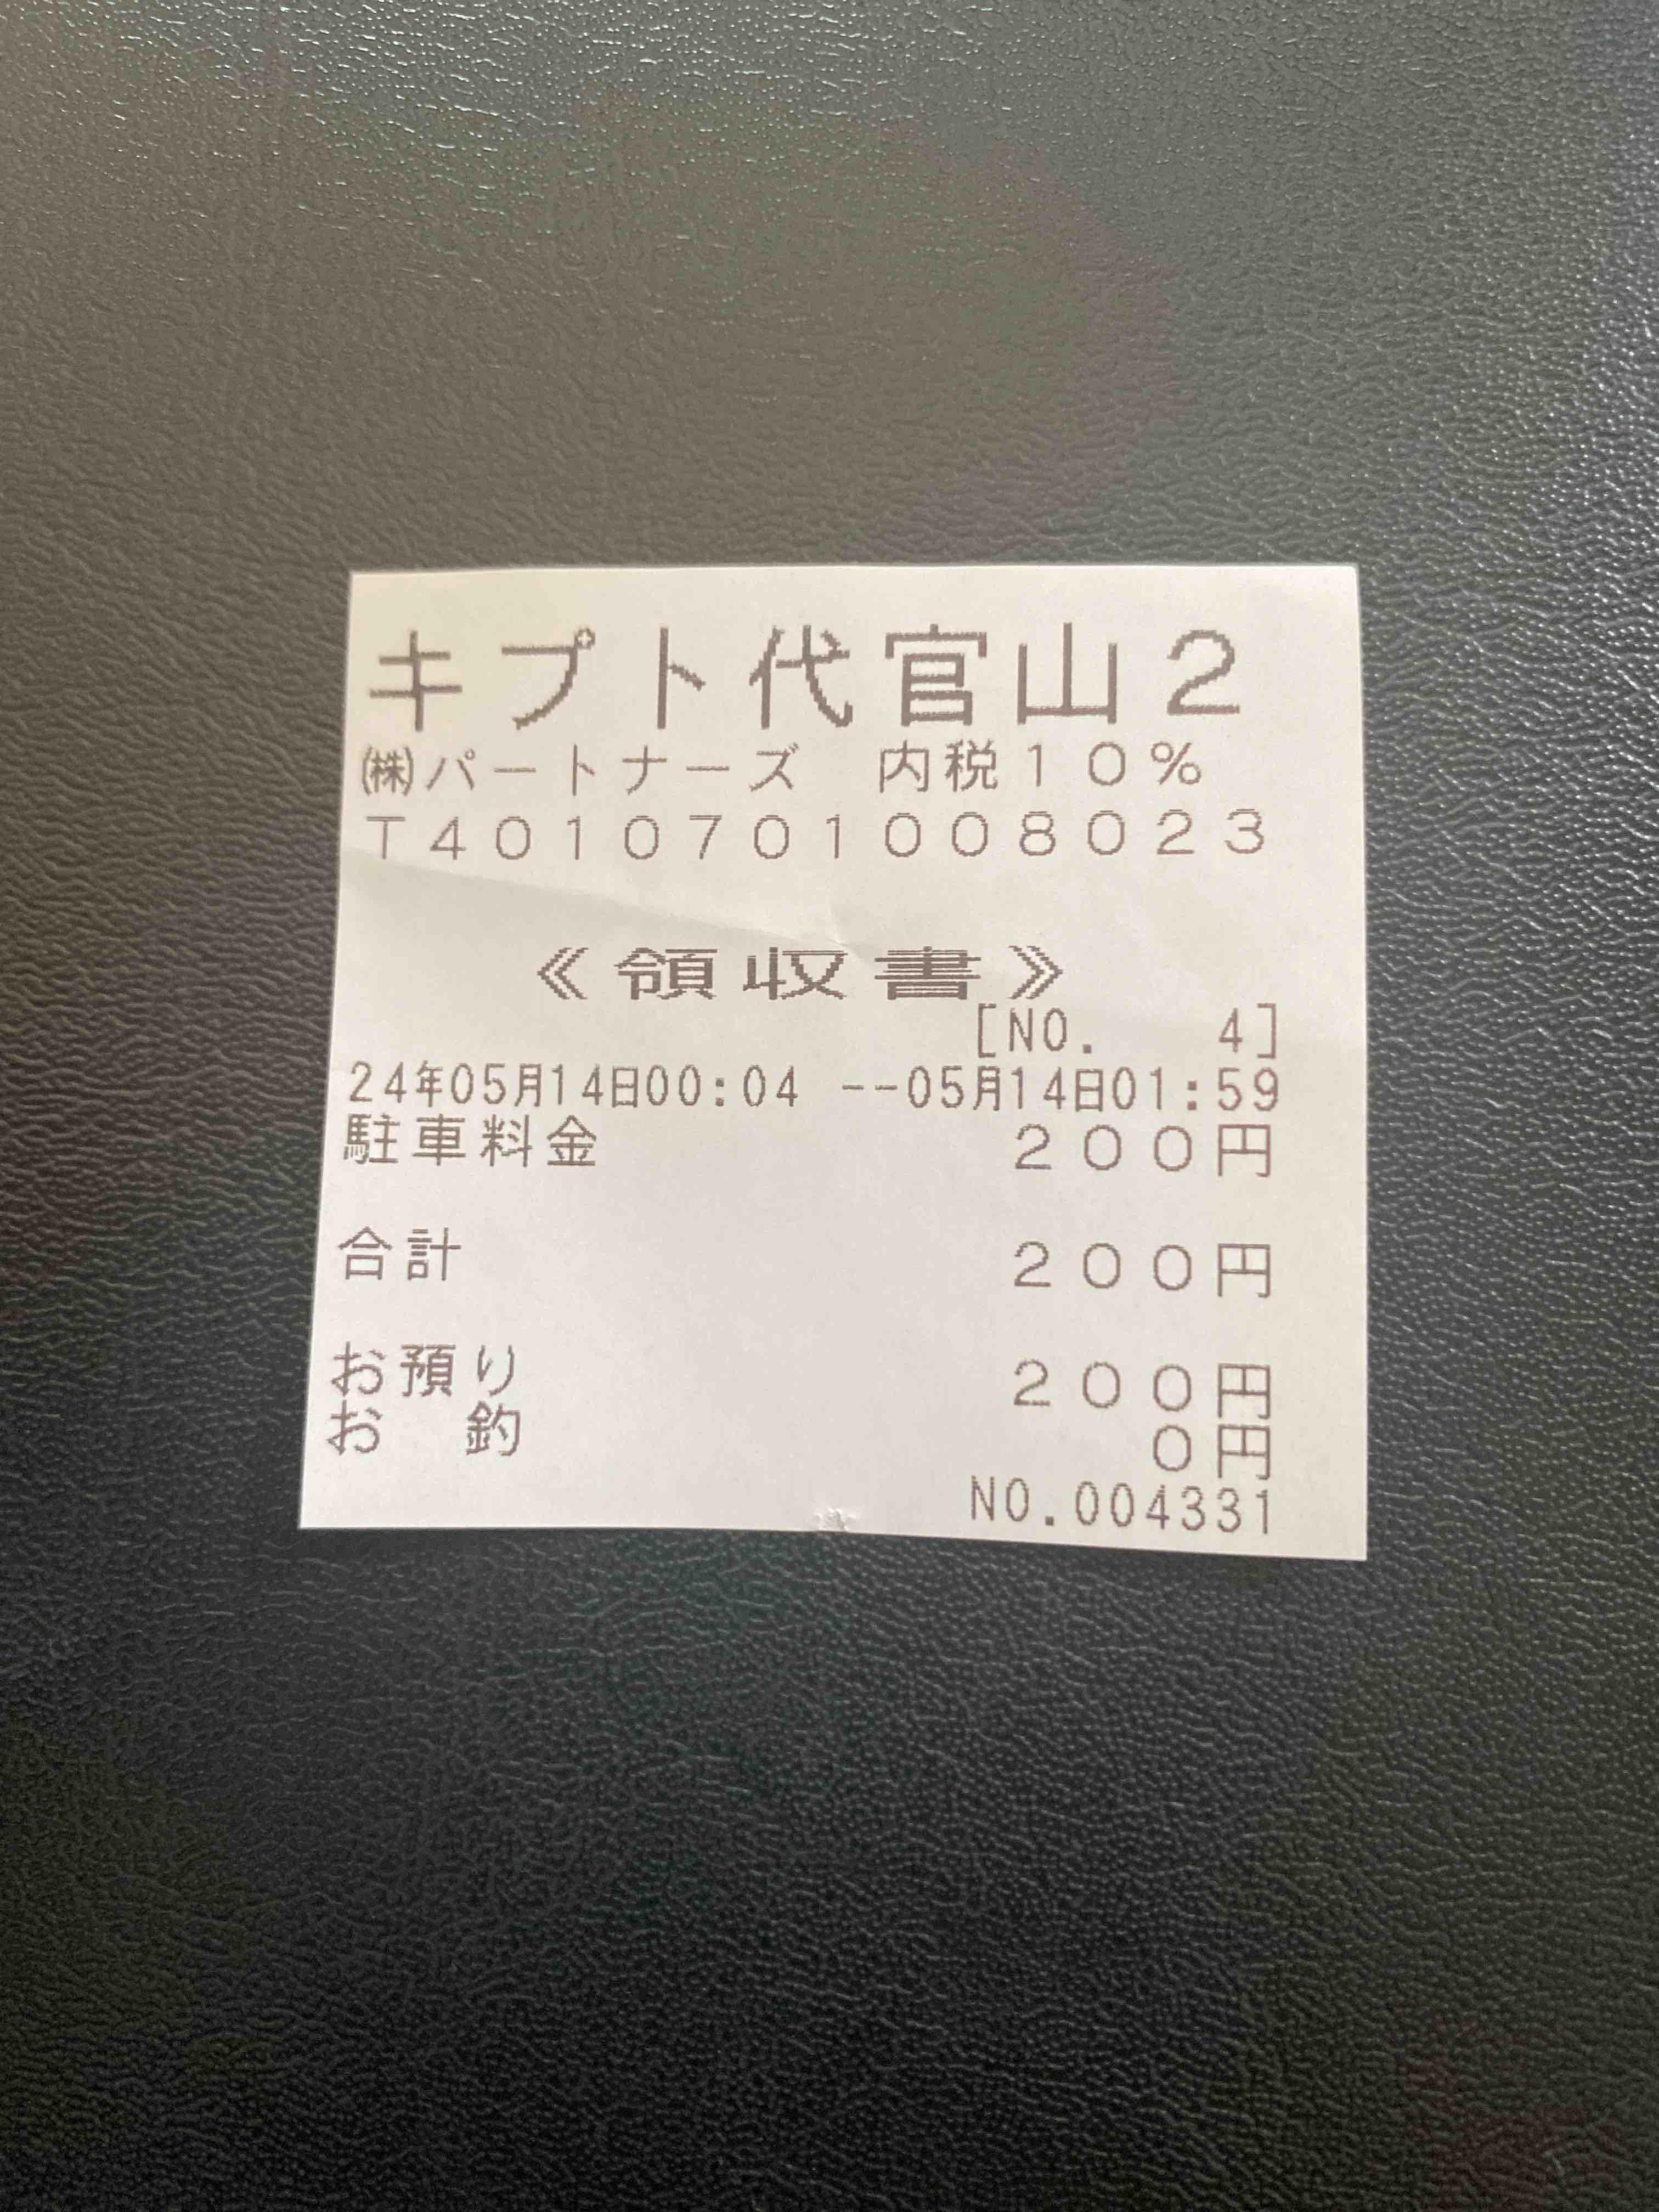 キプト代官山２
㈱パートナーズ　内税１０％
Ｔ４０１０７０１００８０２３
《領収書》
[NO.   4]
24年05月14日00:04 --05月14日01:59
駐車料金 ２００円
合計 ２００円
お預り ２００円
お　釣 ０円
NO.004331